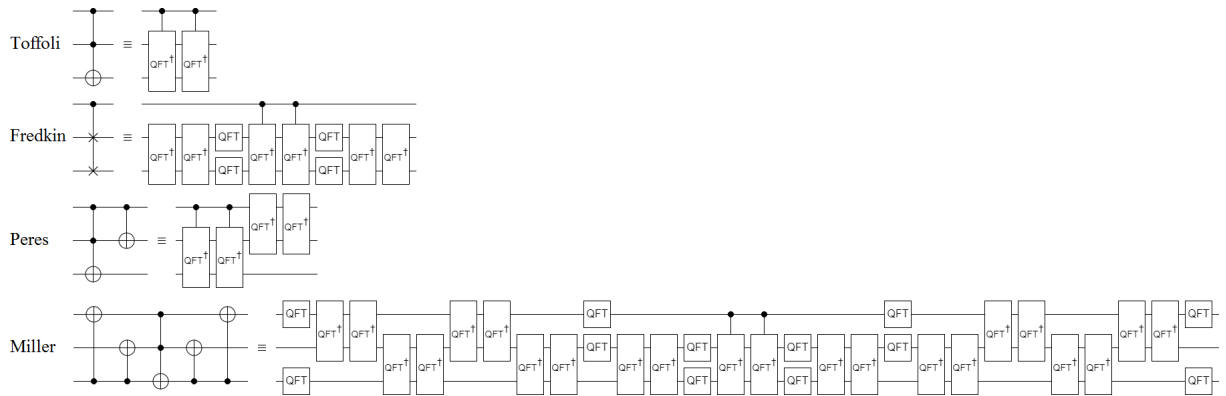 Toffoli ≡
QFT† QFT†
Fredkin ≡ QFT QFT
QFT† QFT† QFT† QFT† QFT† QFT†
QFT QFT
QFT† QFT†
Peres ≡
QFT† QFT†
QFT QFT QFT QFT
QFT† QFT† QFT† QFT† QFT† QFT† QFT† QFT†
Miller ≡ QFT QFT QFT QFT
QFT† QFT† QFT† QFT† QFT† QFT† QFT† QFT† QFT† QFT† QFT† QFT† QFT† QFT†
QFT QFT QFT QFT